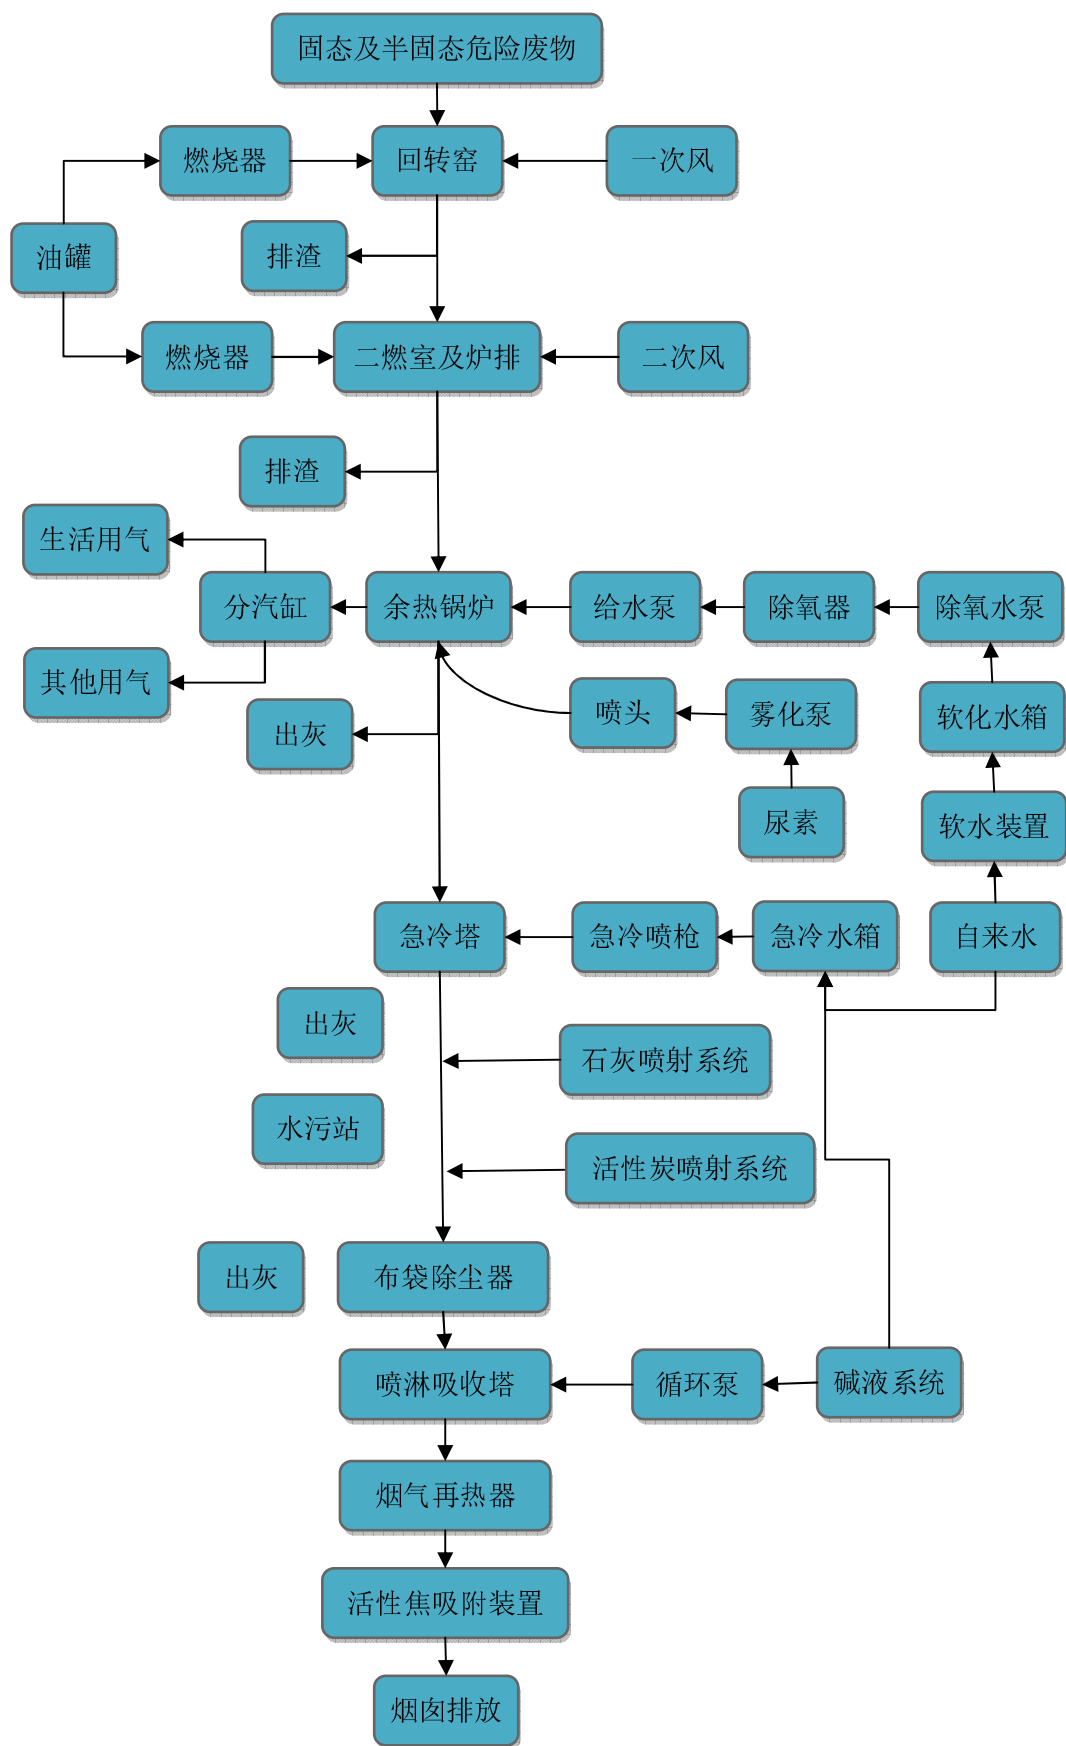 固态及半固态危险废物
燃烧器
回转窑
一次风
油罐
排渣
燃烧器
二燃室及炉排
二次风
排渣
生活用气
分汽缸
余热锅炉
给水泵
除氧器
除氧水泵
其他用气
出灰
喷头
雾化泵
软化水箱
尿素
软水装置
急冷塔
急冷喷枪
急冷水箱
自来水
出灰
石灰喷射系统
水污站
活性炭喷射系统
出灰
布袋除尘器
喷淋吸收塔
循环泵
碱液系统
烟气再热器
活性焦吸附装置
烟囱排放